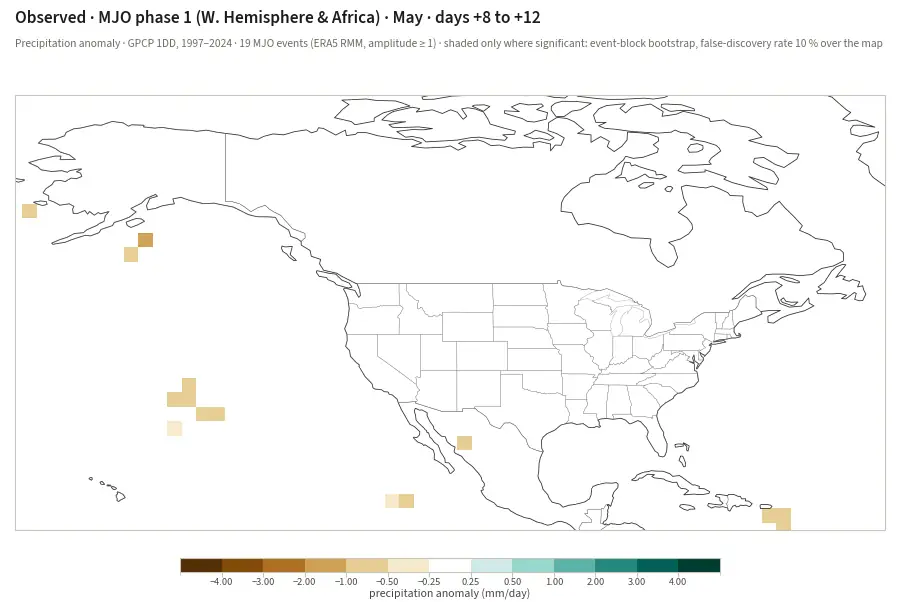 Observed · MJO phase 1 (W. Hemisphere & Africa) · May · days +8 to +12
Precipitation anomaly · GPCP 1DD, 1997–2024 · 19 MJO events (ERA5 RMM, amplitude ≥ 1) · shaded only where significant: event-block bootstrap, false-discovery rate 10 % over the map
−4.00 −3.00 −2.00 −1.00 −0.50 −0.25 0.25 0.50 1.00 2.00 3.00 4.00
precipitation anomaly (mm/day)